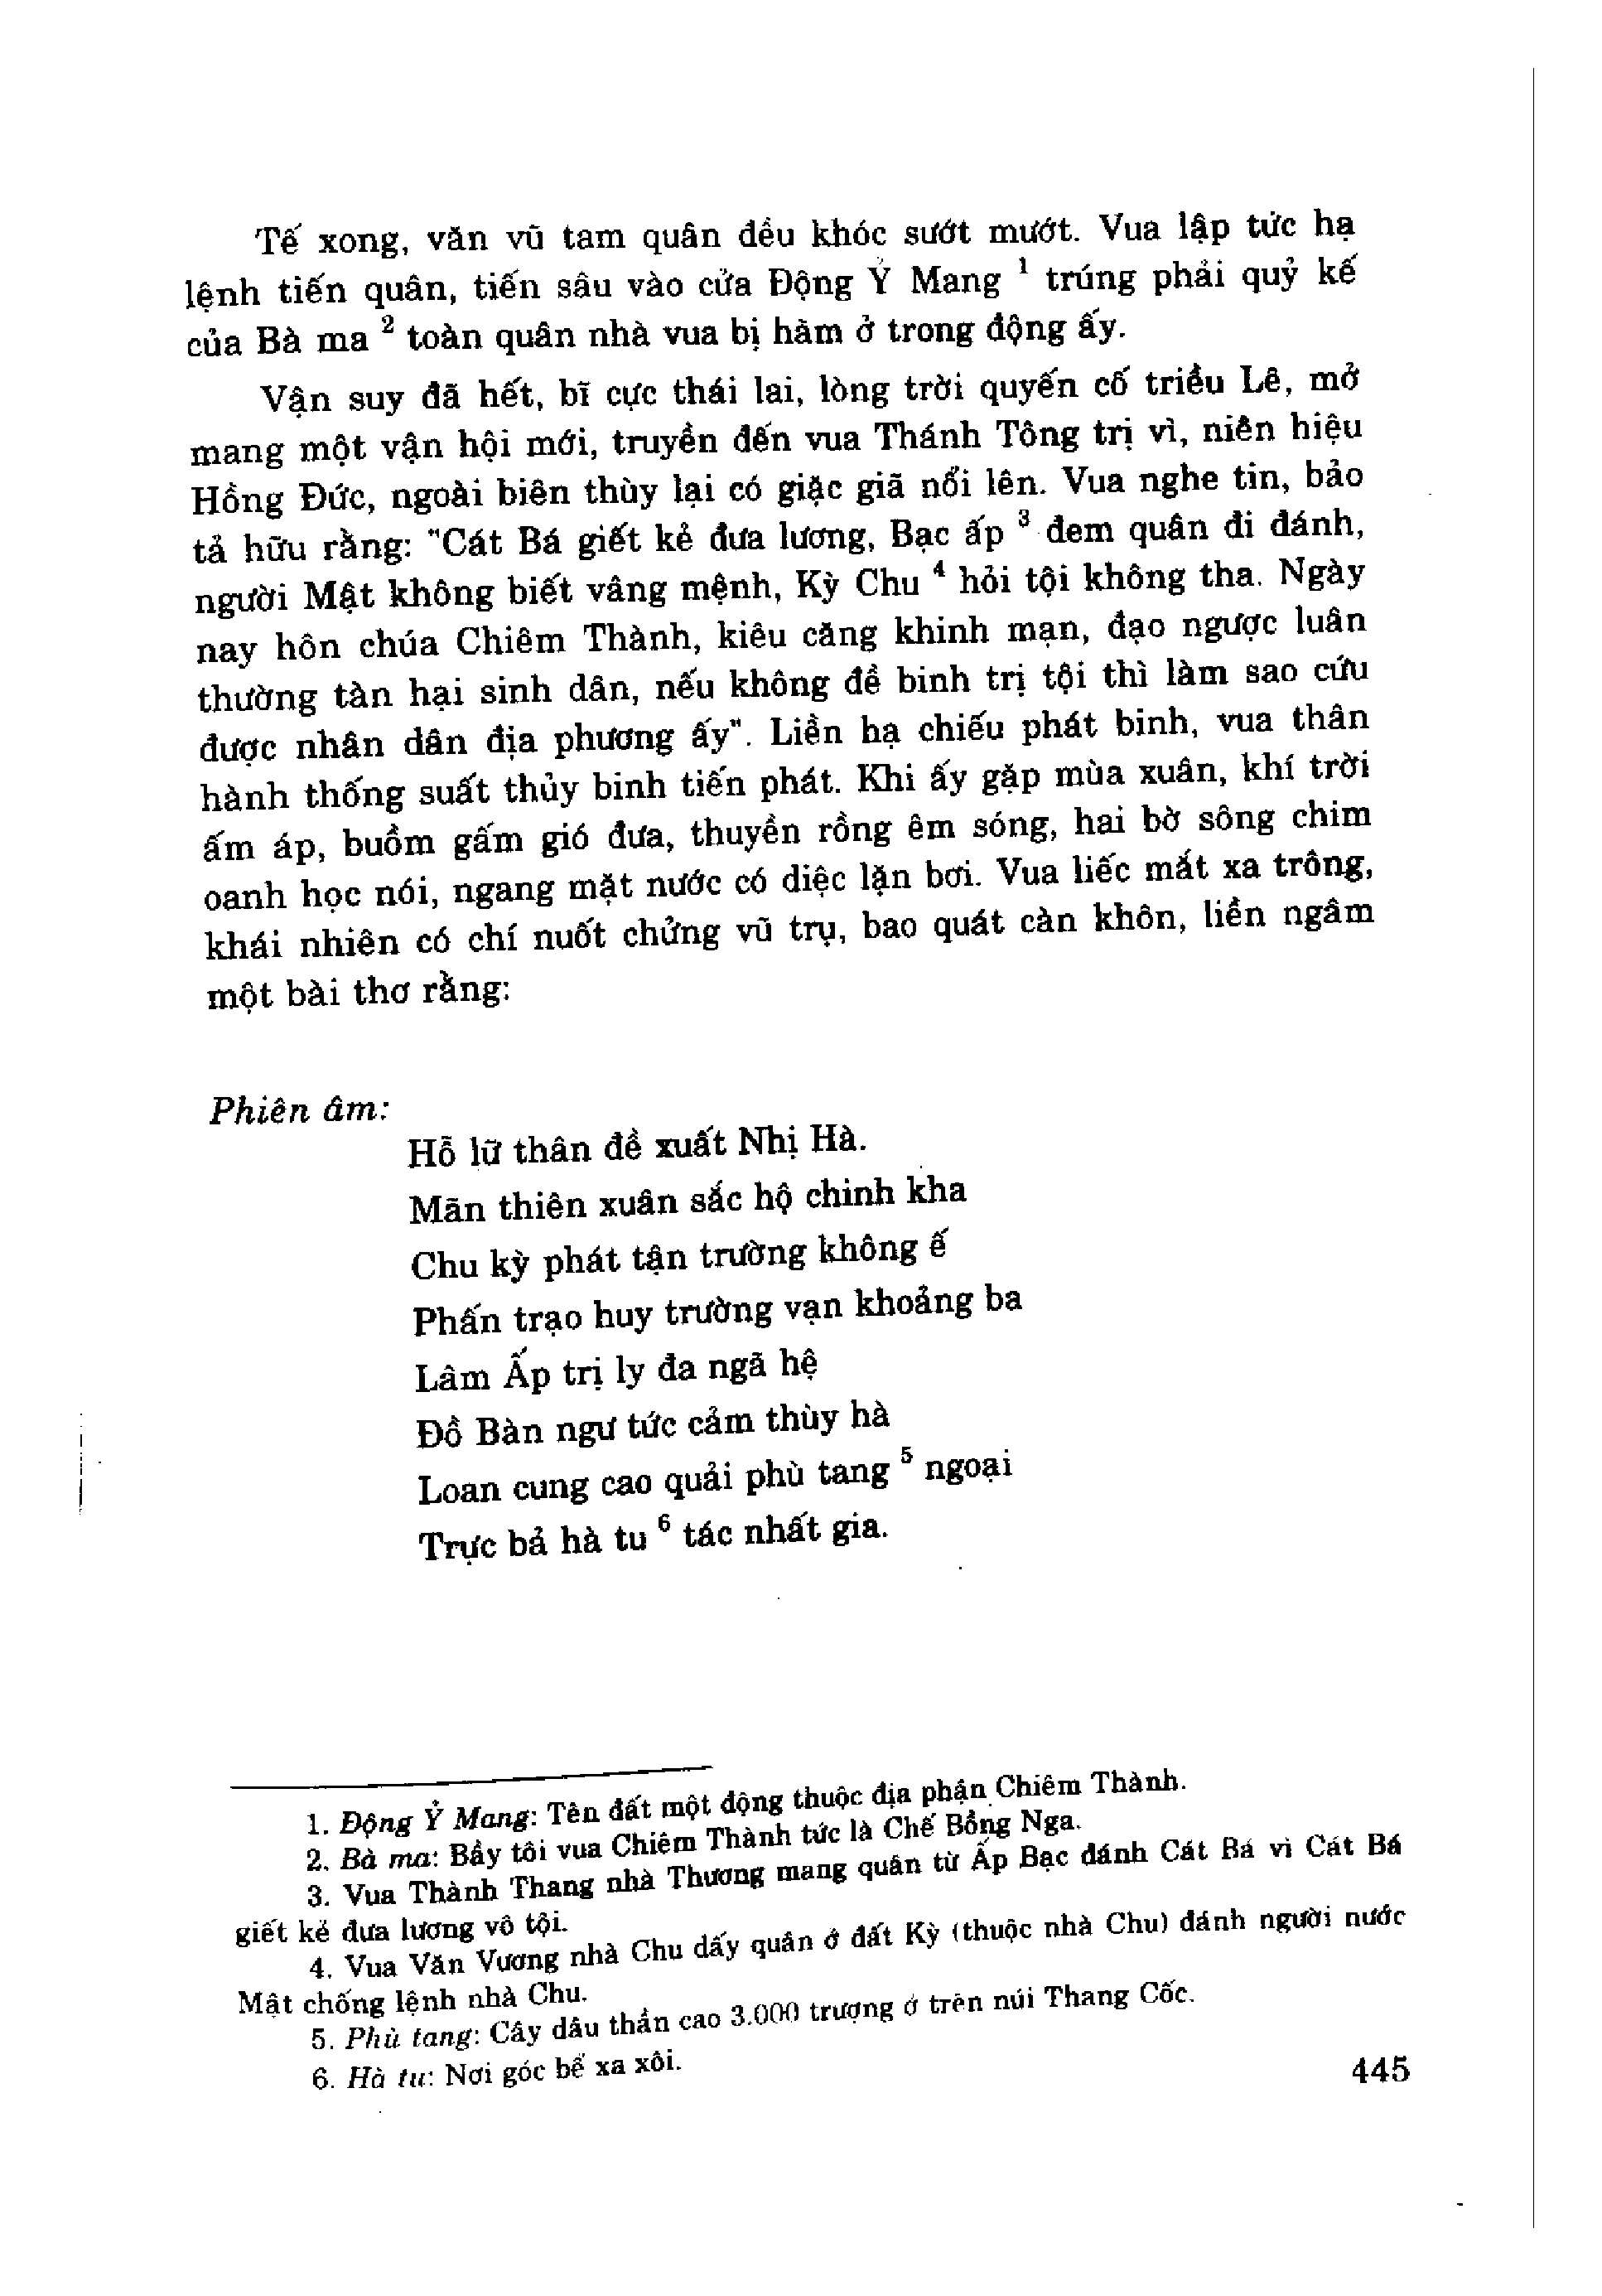 Tế xong, văn vũ tam quân đều khóc sướt mướt. Vua lập tức hạ
lệnh tiến quân, tiến sâu vào cửa Động Ỷ Mang ¹ trúng phải quỷ kế
của Bà ma ² toàn quân nhà vua bị hãm ở trong động ấy.
Vận suy đã hết, bĩ cực thái lai, lòng trời quyến cố triều Lê, mở
mang một vận hội mới, truyền đến vua Thánh Tông trị vì, niên hiệu
Hồng Đức, ngoài biên thùy lại có giặc giã nổi lên. Vua nghe tin, bảo
tả hữu rằng: "Cát Bá giết kẻ đưa lương, Bạc ấp ³ đem quân đi đánh,
người Mật không biết vâng mệnh, Kỳ Chu ⁴ hỏi tội không tha. Ngày
nay hôn chúa Chiêm Thành, kiêu căng khinh mạn, đạo ngược luân
thường tàn hại sinh dân, nếu không đề binh trị tội thì làm sao cứu
được nhân dân địa phương ấy". Liền hạ chiếu phát binh, vua thân
hành thống suất thủy binh tiến phát. Khi ấy gặp mùa xuân, khí trời
ấm áp, buồm gấm gió đưa, thuyền rồng êm sóng, hai bờ sông chim
oanh học nói, ngang mặt nước có diệc lặn bơi. Vua liếc mắt xa trông,
khái nhiên có chí nuốt chửng vũ trụ, bao quát càn khôn, liền ngâm
một bài thơ rằng:
Phiên âm:
Hỗ lữ thân đề xuất Nhị Hà.
Mãn thiên xuân sắc hộ chinh kha
Chu kỳ phát tận trường không ế
Phấn trạo huy trường vạn khoảng ba
Lâm Ấp trị ly đa ngã hệ
Đồ Bàn ngư tức cảm thùy hà
Loan cung cao quải phù tang ⁵ ngoại
Trực bả hà tu ⁶ tác nhất gia.
1. Động Ỷ Mang: Tên đất một động thuộc địa phận Chiêm Thành.
2. Bà ma: Bầy tôi vua Chiêm Thành tức là Chế Bồng Nga.
3. Vua Thành Thang nhà Thương mang quân từ Ấp Bạc đánh Cát Bá vì Cát Bá
giết kẻ đưa lương vô tội.
4. Vua Văn Vương nhà Chu dấy quân ở đất Kỳ (thuộc nhà Chu) đánh người nước
Mật chống lệnh nhà Chu.
5. Phù tang: Cây dâu thần cao 3.000 trượng ở trên núi Thang Cốc.
6. Hà tu: Nơi góc bể xa xôi.
445